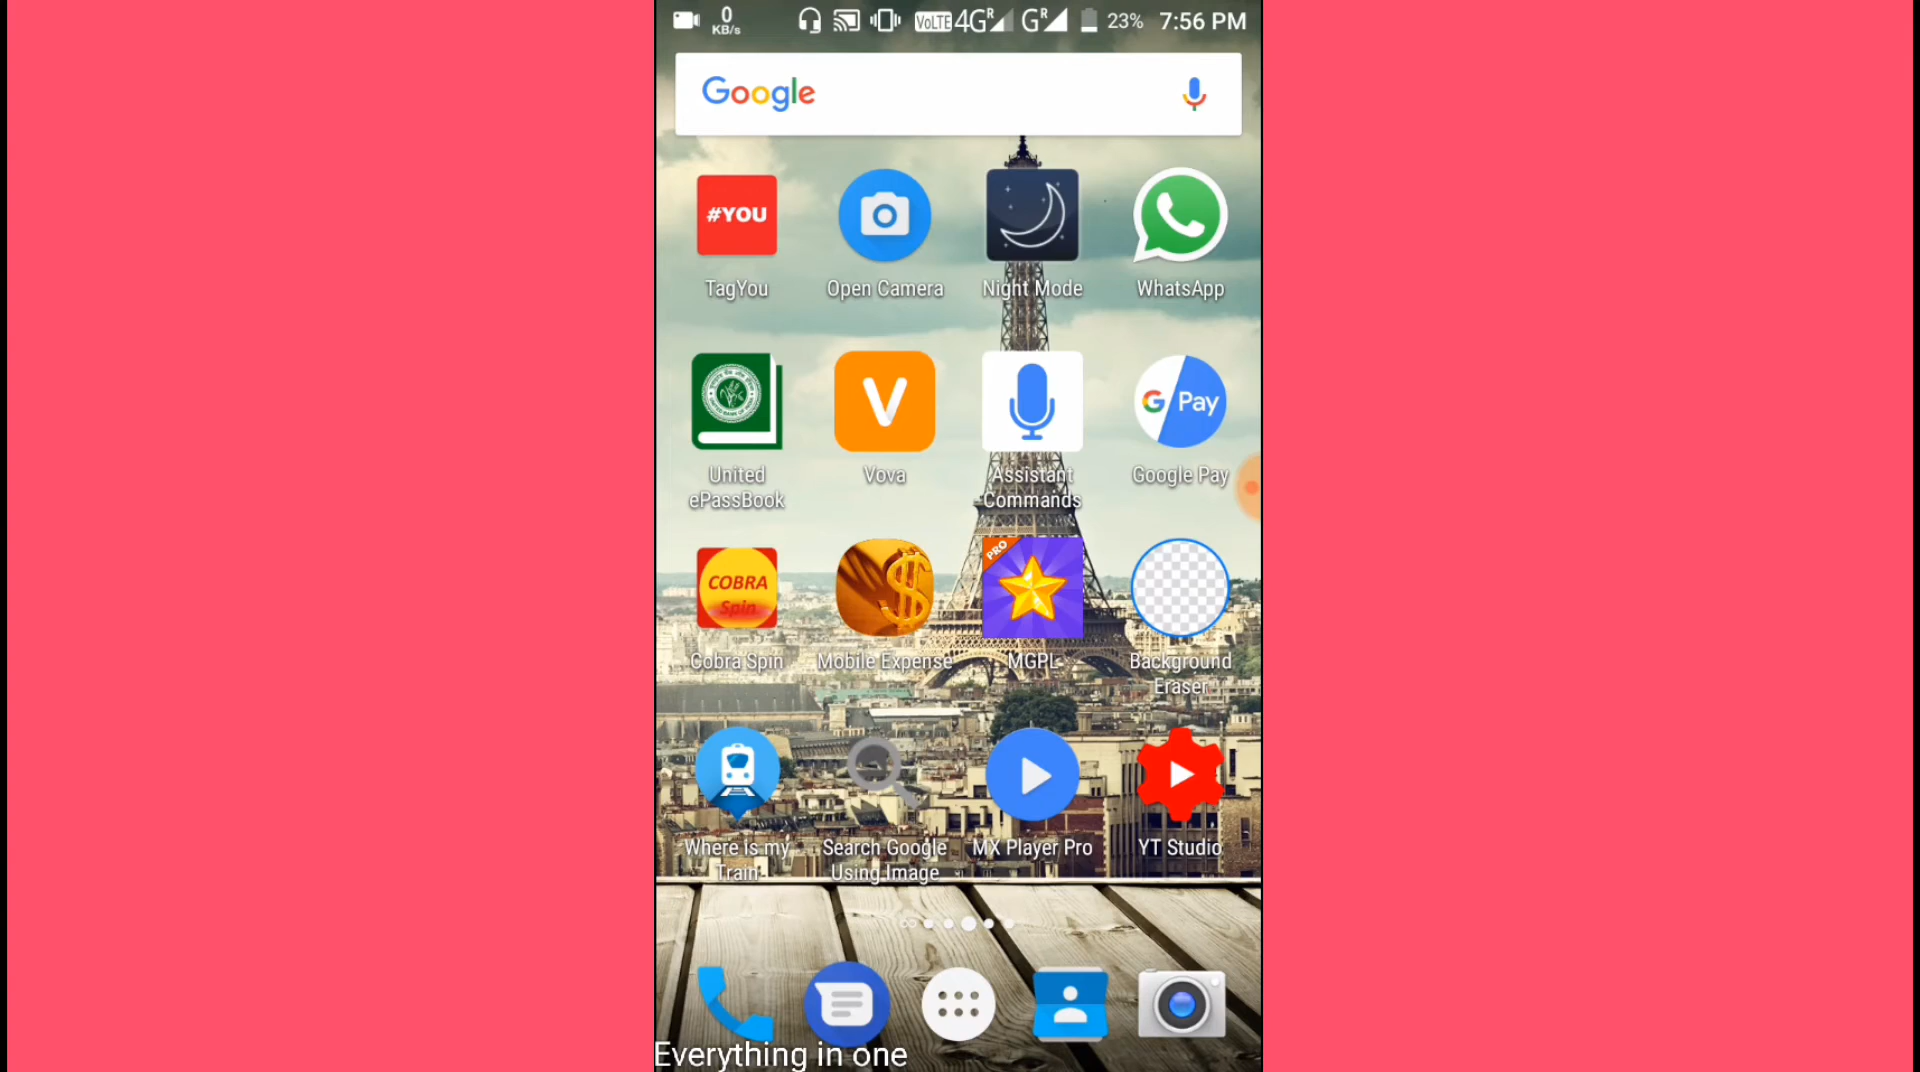 0
KB/s
VoLTE 4G R G R 23% 7:56 PM
Google
#YOU
TagYou
Open Camera
Night Mode
WhatsApp
V
G Pay
United
ePassBook
Vova
Assistant
Commands
Google Pay
COBRA
Spin
PRO
Cobra Spin
Mobile Expense
MGPL
Background
Eraser
Where is my
Train
Search Google
Using Image
MX Player Pro
YT Studio
Everything in one